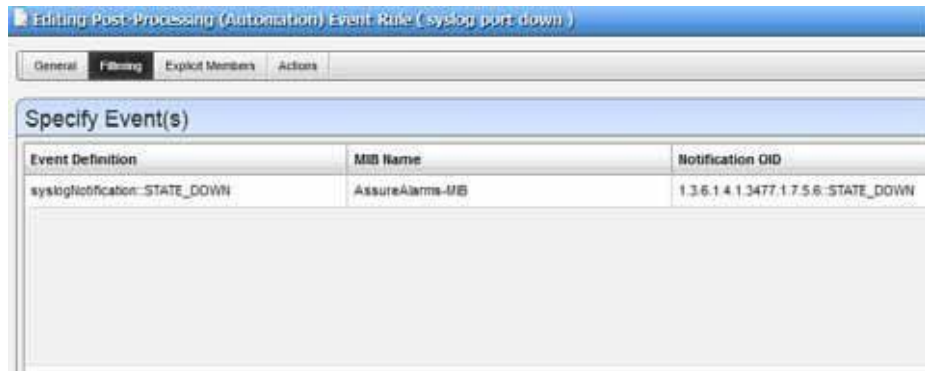 Editing Post-Processing (Automation) Event Rule ( syslog port down )
General Filtering Explicit Members Actions
Specify Event(s)
Event Definition MIB Name Notification OID
syslogNotification::STATE_DOWN AssureAlarms-MIB 1.3.6.1.4.1.3477.1.7.5.6::STATE_DOWN